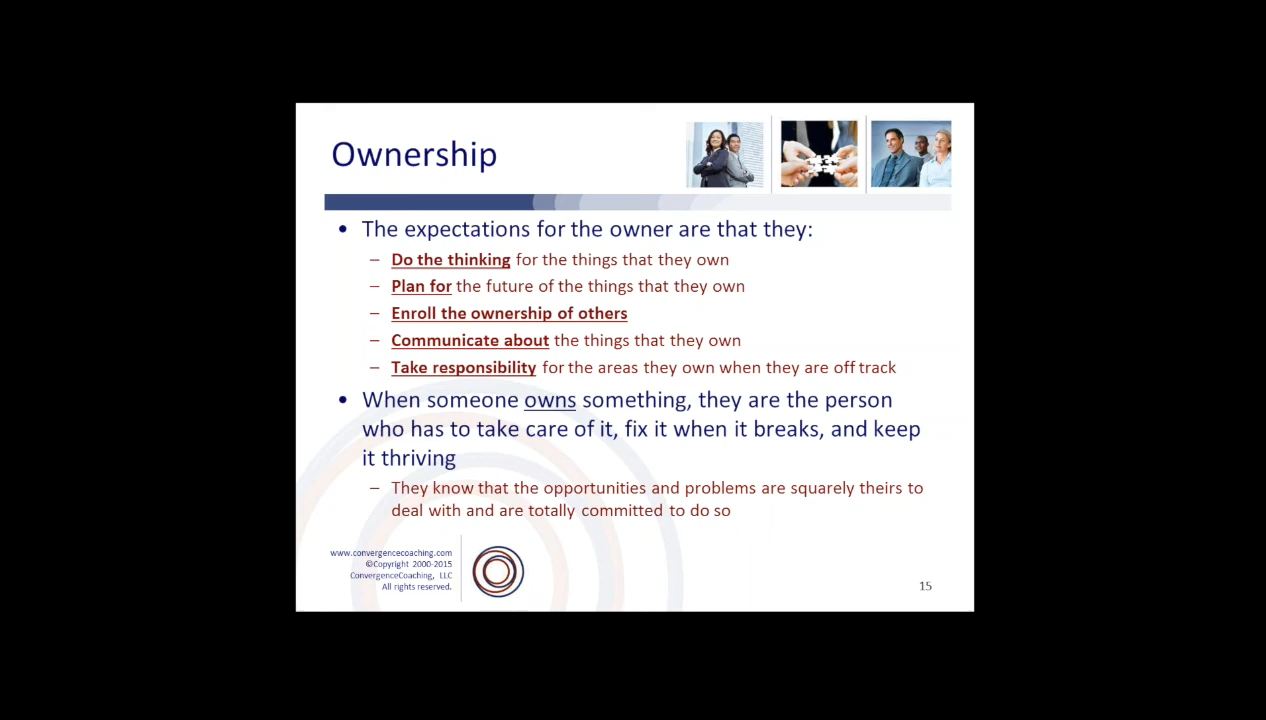 Ownership
• The expectations for the owner are that they:
– Do the thinking for the things that they own
– Plan for the future of the things that they own
– Enroll the ownership of others
– Communicate about the things that they own
– Take responsibility for the areas they own when they are off track
• When someone owns something, they are the person
who has to take care of it, fix it when it breaks, and keep
it thriving
– They know that the opportunities and problems are squarely theirs to
deal with and are totally committed to do so
www.convergencecoaching.com
©Copyright 2000-2015
ConvergenceCoaching, LLC
All rights reserved.
15